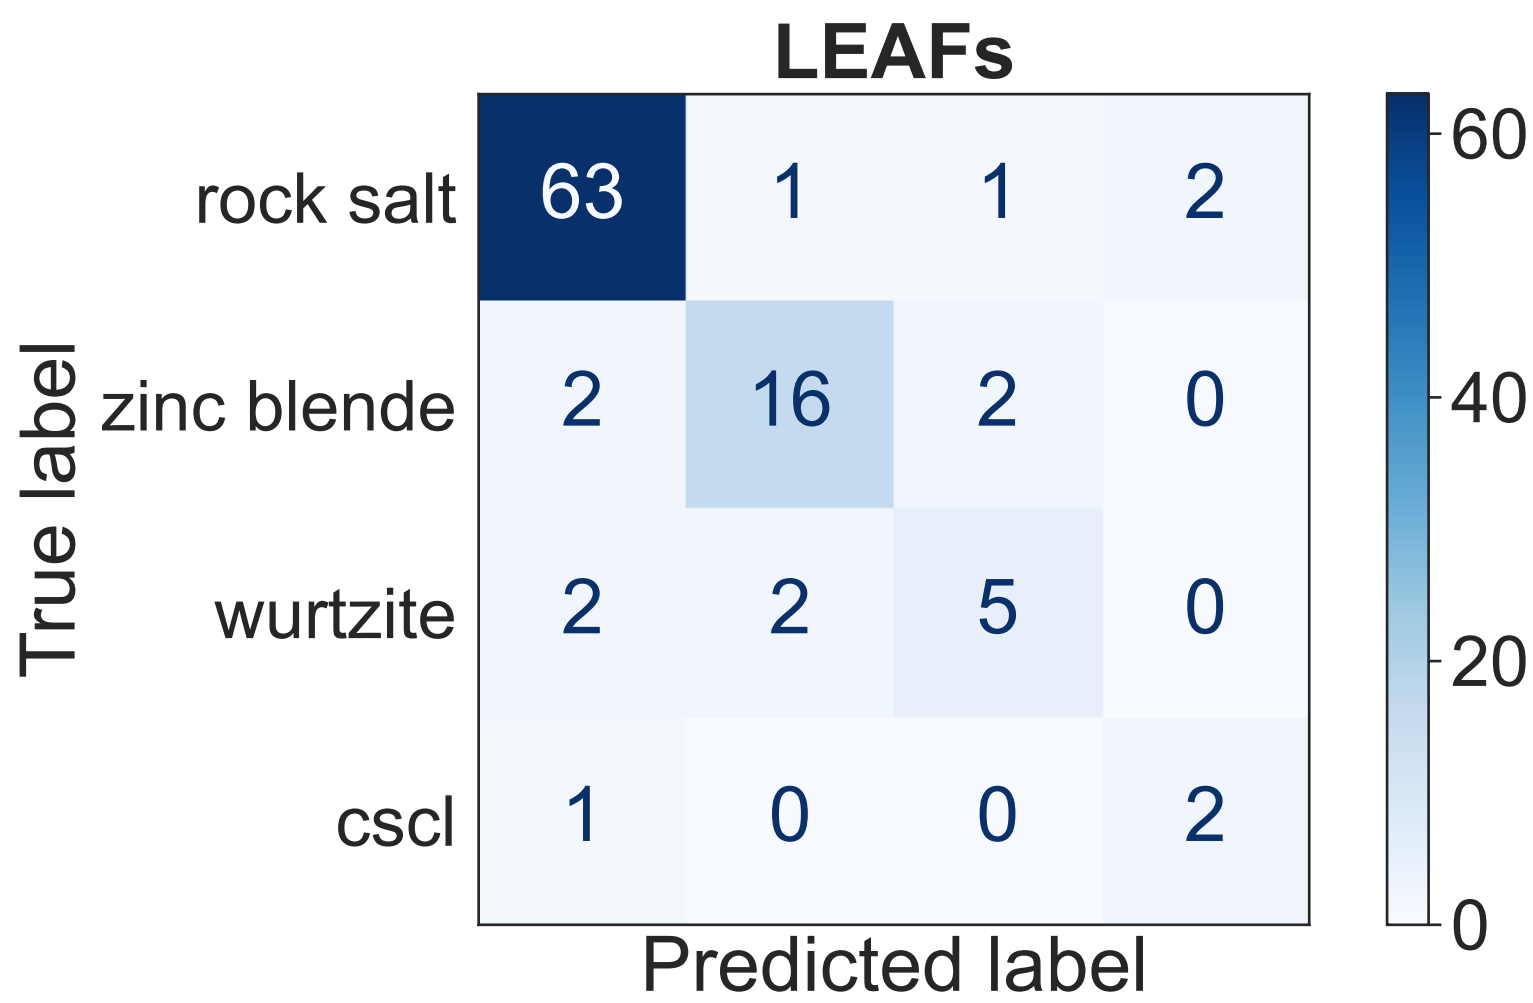 LEAFs
rock salt 63 1 1 2
zinc blende 2 16 2 0
wurtzite 2 2 5 0
cscl 1 0 0 2
True label
Predicted label
60
40
20
0